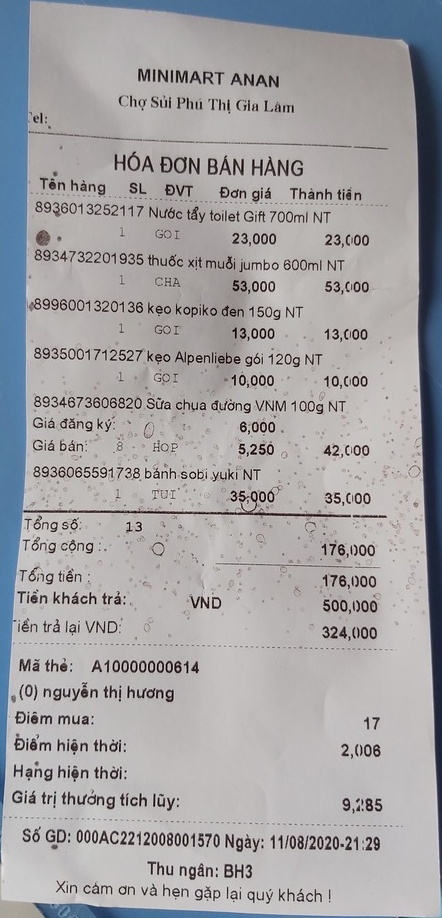 MINIMART ANAN
Chợ Sủi Phú Thị Gia Lâm
Tel:
HÓA ĐƠN BÁN HÀNG
Tên hàng SL ĐVT Đơn giá Thành tiền
8936013252117 Nước tẩy toilet Gift 700ml NT
1 GOI 23,000 23,000
8934732201935 thuốc xịt muỗi jumbo 600ml NT
1 CHA 53,000 53,000
8996001320136 kẹo kopiko đen 150g NT
1 GOI 13,000 13,000
8935001712527 kẹo Alpenliebe gói 120g NT
1 GOI 10,000 10,000
8934673606820 Sữa chua đường VNM 100g NT
Giá đăng ký: 6,000
Giá bán: 8 HOP 5,250 42,000
8936065591738 bánh sobi yuki NT
1 TUI 35,000 35,000
Tổng số: 13
Tổng cộng : 176,000
Tổng tiền : 176,000
Tiền khách trả: VND 500,000
Tiền trả lại VND: 324,000
Mã thẻ: A10000000614
(0) nguyễn thị hương
Điểm mua: 17
Điểm hiện thời: 2,006
Hạng hiện thời:
Giá trị thưởng tích lũy: 9,285
Số GD: 000AC2212008001570 Ngày: 11/08/2020-21:29
Thu ngân: BH3
Xin cảm ơn và hẹn gặp lại quý khách !